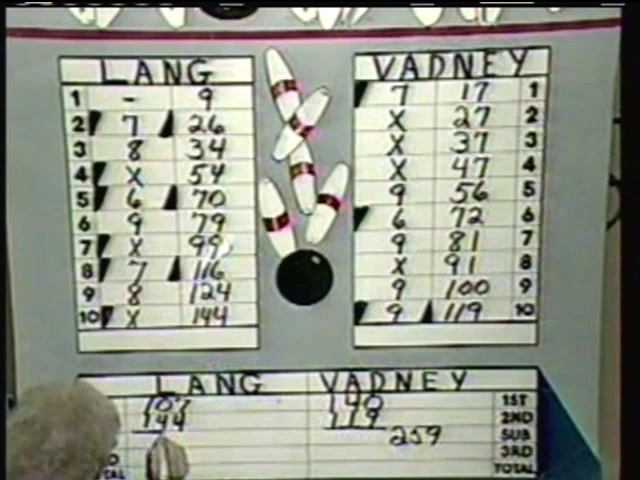 LANG
1 - 9
2 7 26
3 8 34
4 X 54
5 6 70
6 9 79
7 X 99
8 7 116
9 8 124
10 X 144
VADNEY
7 17 1
X 27 2
X 37 3
X 47 4
9 56 5
6 72 6
9 81 7
X 91 8
9 100 9
9 119 10
LANG VADNEY
140 1ST
144 119 2ND
259 SUB
3RD
TOTAL